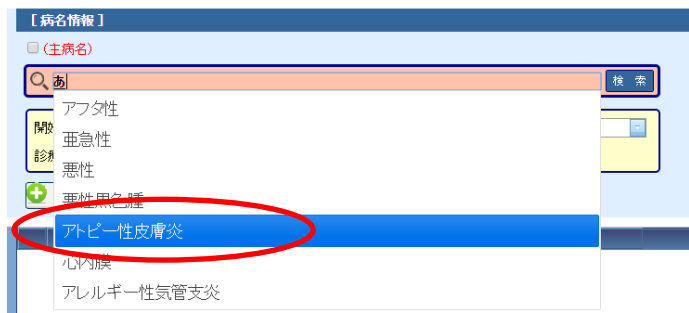 [病名情報]
(主病名)
あ 検 索
アフタ性
開始
亜急性
診療
悪性
悪性黒色腫
アトピー性皮膚炎
心内膜
アレルギー性気管支炎